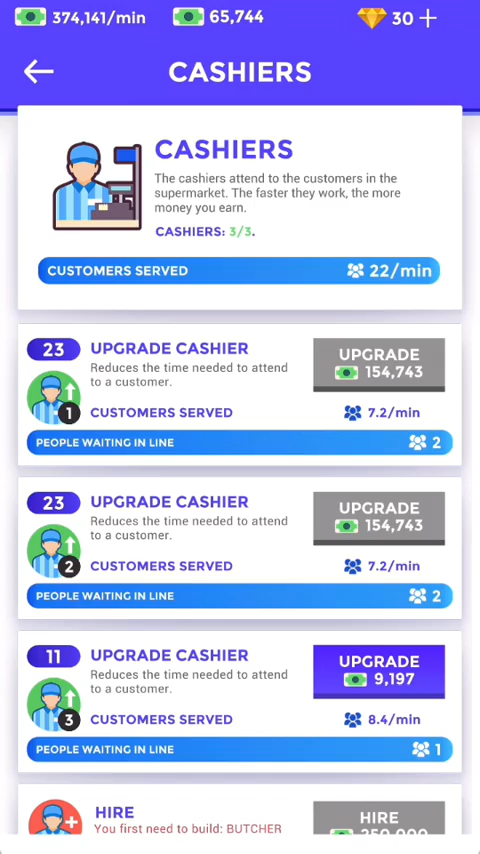 374,141/min 65,744 30
CASHIERS
CASHIERS
The cashiers attend to the customers in the
supermarket. The faster they work, the more
money you earn.
CASHIERS: 3/3.
CUSTOMERS SERVED 22/min
23 UPGRADE CASHIER
Reduces the time needed to attend
to a customer.
UPGRADE
154,743
1 CUSTOMERS SERVED 7.2/min
PEOPLE WAITING IN LINE 2
23 UPGRADE CASHIER
Reduces the time needed to attend
to a customer.
UPGRADE
154,743
2 CUSTOMERS SERVED 7.2/min
PEOPLE WAITING IN LINE 2
11 UPGRADE CASHIER
Reduces the time needed to attend
to a customer.
UPGRADE
9,197
3 CUSTOMERS SERVED 8.4/min
PEOPLE WAITING IN LINE 1
HIRE
You first need to build: BUTCHER
HIRE
250,000